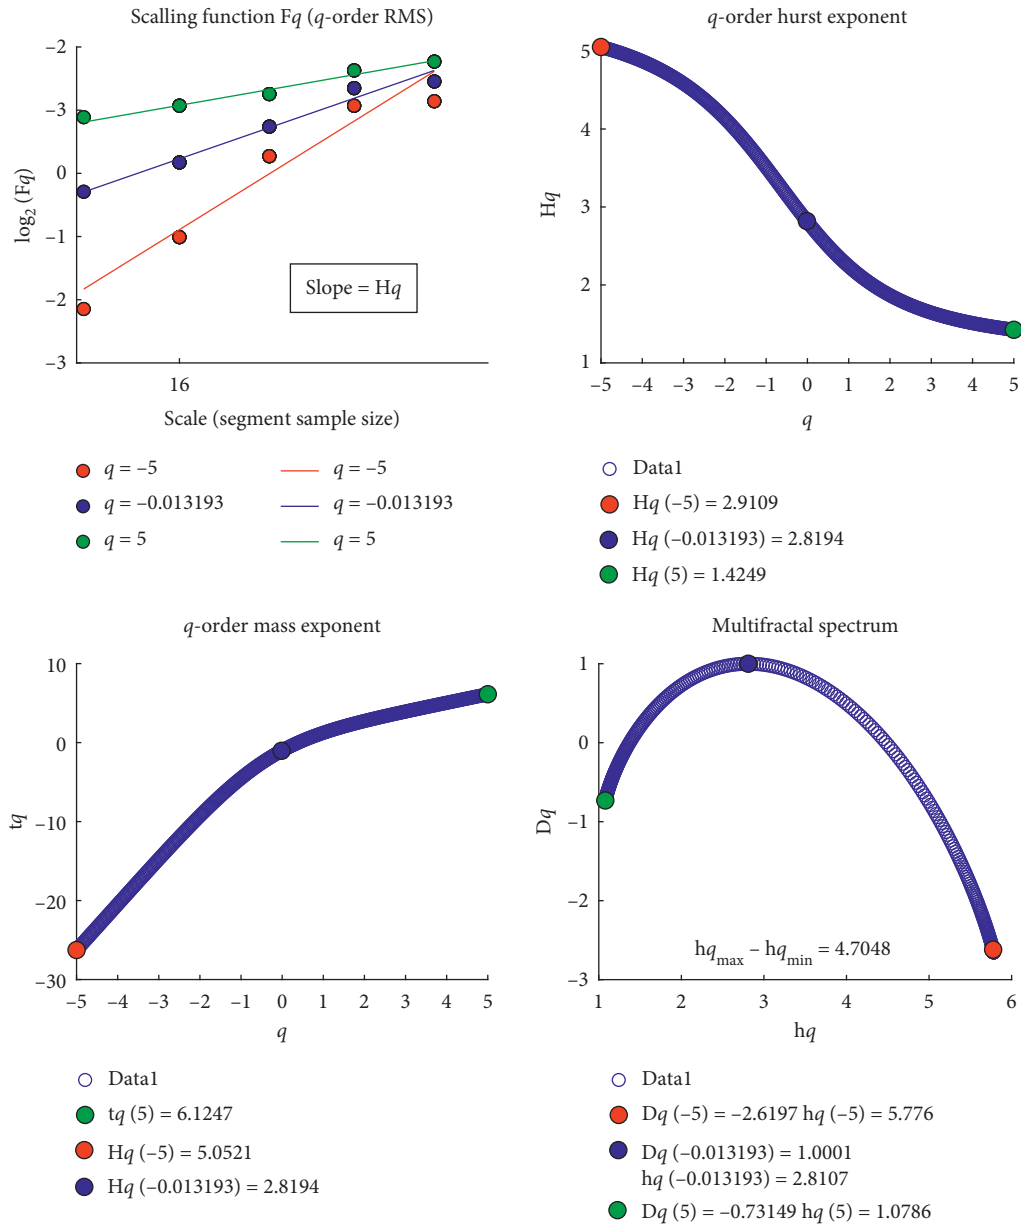 Scalling function Fq (q-order RMS)
–2
–3
0
–1
–2
–3
log2 (Fq)
Slope = Hq
16
Scale (segment sample size)
q = –5
q = –5
q = –0.013193
q = –0.013193
q = 5
q = 5
q-order hurst exponent
5
4
3
2
1
Hq
–5 –4 –3 –2 –1 0 1 2 3 4 5
q
Data1
Hq (–5) = 2.9109
Hq (–0.013193) = 2.8194
Hq (5) = 1.4249
q-order mass exponent
10
0
–10
–20
–30
tq
–5 –4 –3 –2 –1 0 1 2 3 4 5
q
Data1
tq (5) = 6.1247
Hq (–5) = 5.0521
Hq (–0.013193) = 2.8194
Multifractal spectrum
1
0
–1
–2
–3
Dq
hqmax – hqmin = 4.7048
1 2 3 4 5 6
hq
Data1
Dq (–5) = –2.6197 hq (–5) = 5.776
Dq (–0.013193) = 1.0001
hq (–0.013193) = 2.8107
Dq (5) = –0.73149 hq (5) = 1.0786